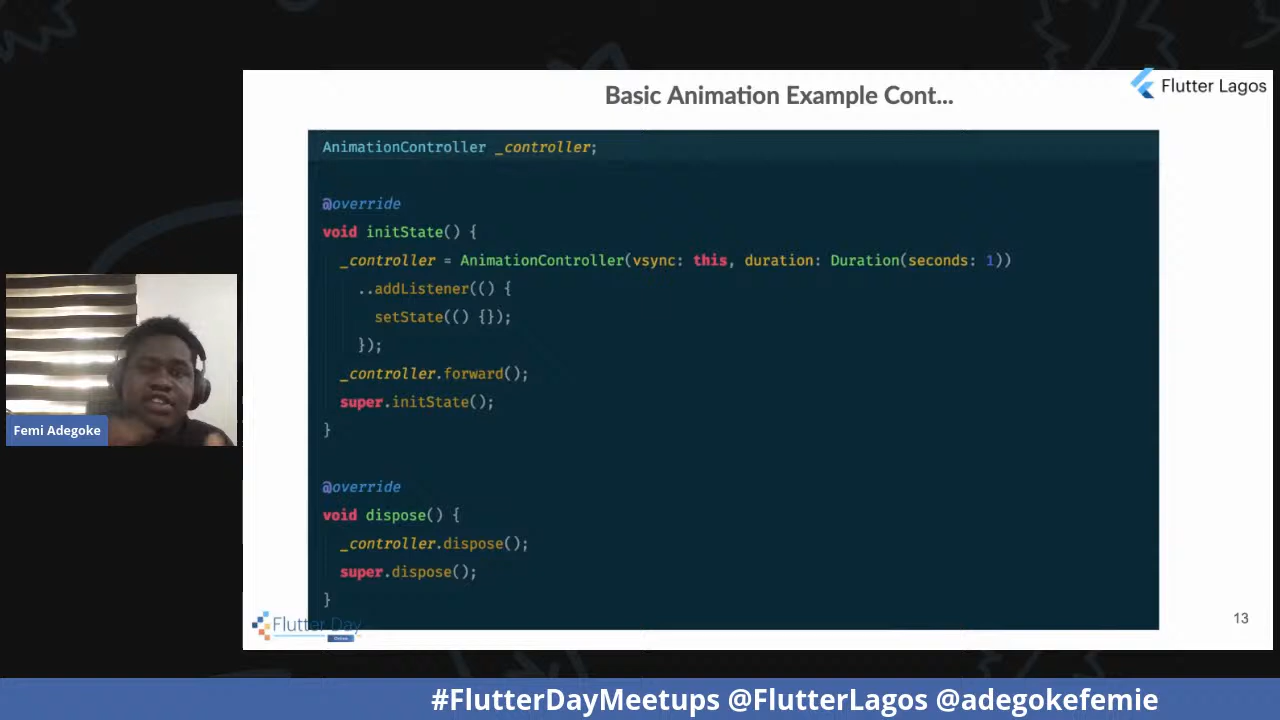 Basic Animation Example Cont...
Flutter Lagos
AnimationController _controller;
@override
void initState() {
_controller = AnimationController(vsync: this, duration: Duration(seconds: 1))
..addListener(() {
setState(() {});
});
_controller.forward();
super.initState();
}
@override
void dispose() {
_controller.dispose();
super.dispose();
}
Femi Adegoke
Flutter Day
13
#FlutterDayMeetups @FlutterLagos @adegokefemie